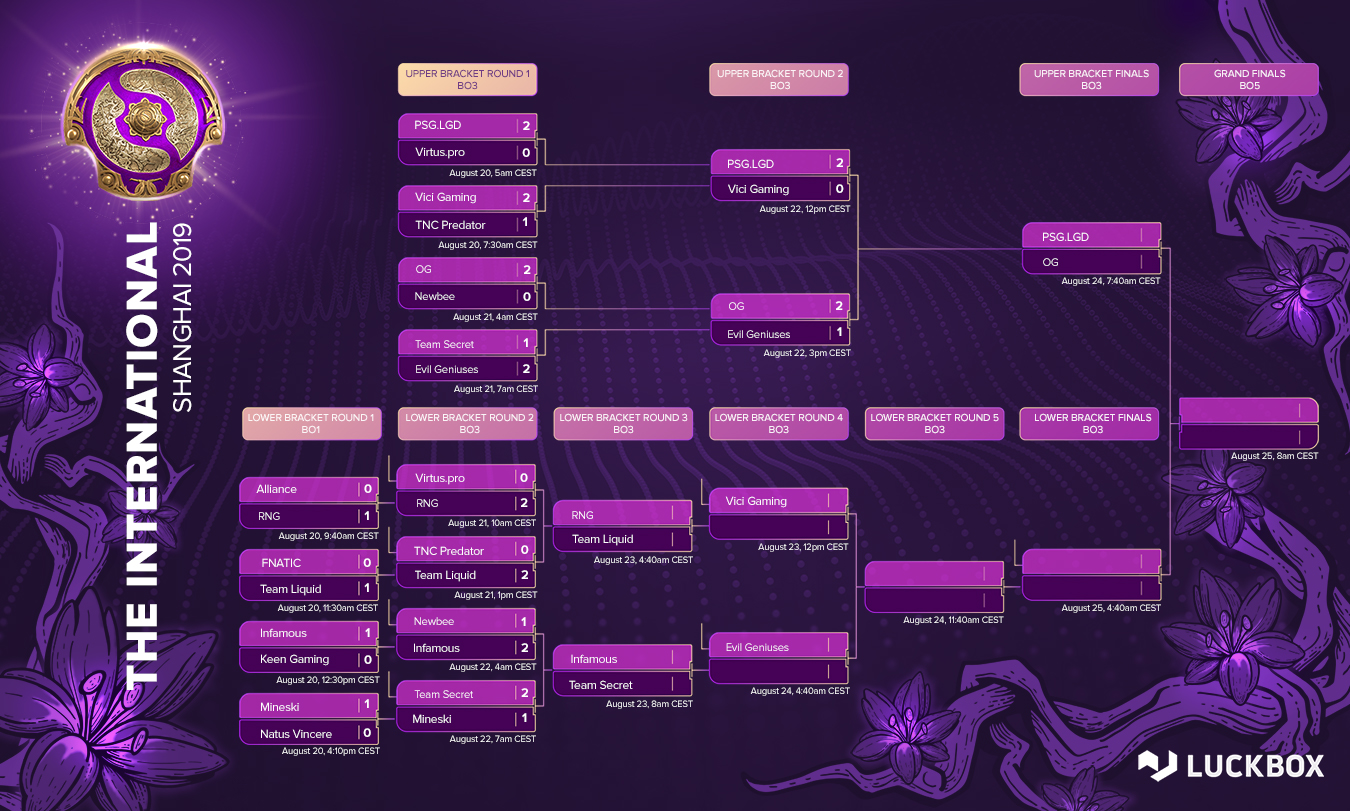 THE INTERNATIONAL
SHANGHAI 2019
UPPER BRACKET ROUND 1
BO3
PSG.LGD 2
Virtus.pro 0
August 20, 5am CEST
Vici Gaming 2
TNC Predator 1
August 20, 7:30am CEST
OG 2
Newbee 0
August 21, 4am CEST
Team Secret 1
Evil Geniuses 2
August 21, 7am CEST
UPPER BRACKET ROUND 2
BO3
PSG.LGD 2
Vici Gaming 0
August 22, 12pm CEST
OG 2
Evil Geniuses 1
August 22, 3pm CEST
UPPER BRACKET FINALS
BO3
PSG.LGD
OG
August 24, 7:40am CEST
GRAND FINALS
BO5
August 25, 8am CEST
LOWER BRACKET ROUND 1
BO1
Alliance 0
RNG 1
August 20, 9:40am CEST
FNATIC 0
Team Liquid 1
August 20, 11:30am CEST
Infamous 1
Keen Gaming 0
August 20, 12:30pm CEST
Mineski 1
Natus Vincere 0
August 20, 4:10pm CEST
LOWER BRACKET ROUND 2
BO3
Virtus.pro 0
RNG 2
August 21, 10am CEST
TNC Predator 0
Team Liquid 2
August 21, 1pm CEST
Newbee 1
Infamous 2
August 22, 4am CEST
Team Secret 2
Mineski 1
August 22, 7am CEST
LOWER BRACKET ROUND 3
BO3
RNG
Team Liquid
August 23, 4:40am CEST
Infamous
Team Secret
August 23, 8am CEST
LOWER BRACKET ROUND 4
BO3
Vici Gaming
August 23, 12pm CEST
Evil Geniuses
August 24, 4:40am CEST
LOWER BRACKET ROUND 5
BO3
August 24, 11:40am CEST
LOWER BRACKET FINALS
BO3
August 25, 4:40am CEST
LUCKBOX